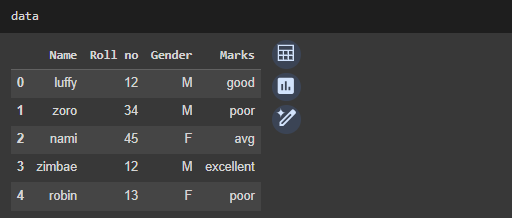 data
Name Roll no Gender Marks
0 luffy 12 M good
1 zoro 34 M poor
2 nami 45 F avg
3 zimbae 12 M excellent
4 robin 13 F poor